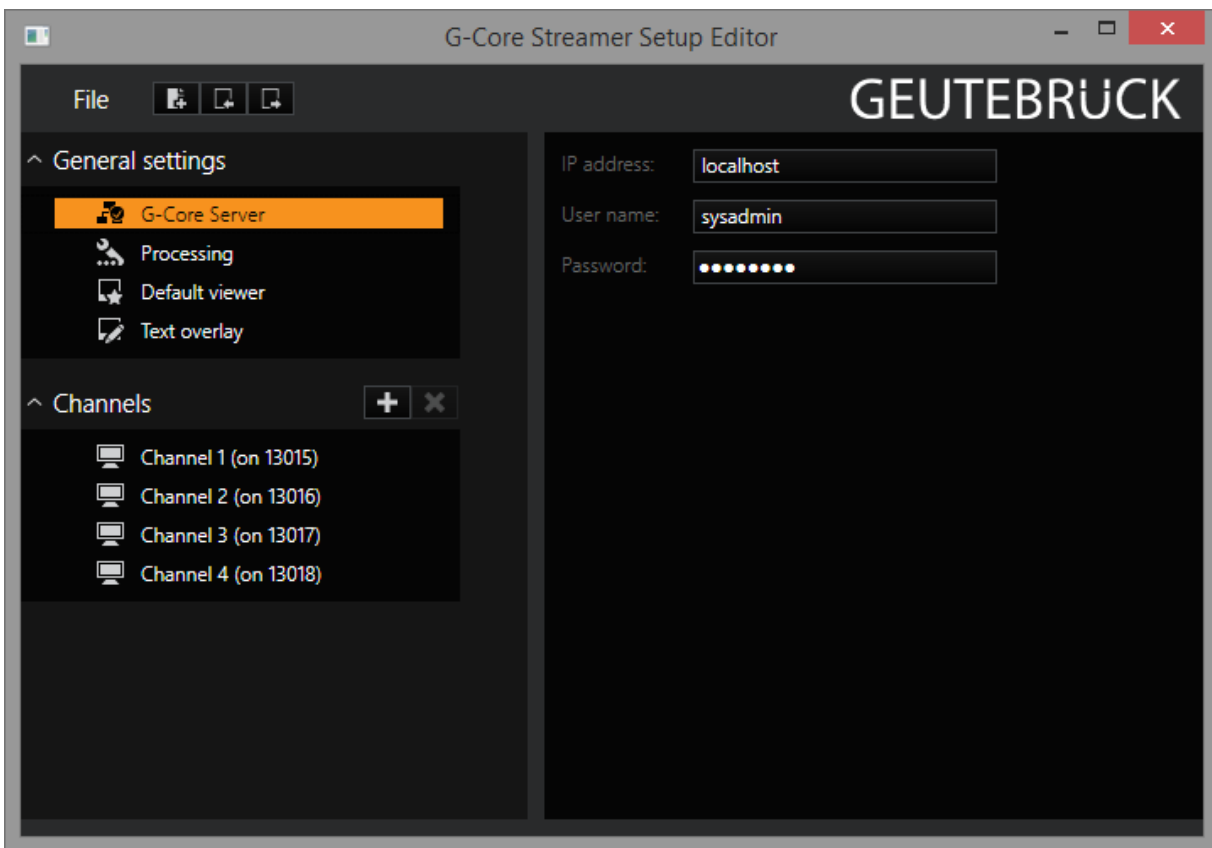 G-Core Streamer Setup Editor
File
GEUTEBRÜCK
General settings
G-Core Server
Processing
Default viewer
Text overlay
Channels
Channel 1 (on 13015)
Channel 2 (on 13016)
Channel 3 (on 13017)
Channel 4 (on 13018)
IP address: localhost
User name: sysadmin
Password: ●●●●●●●●